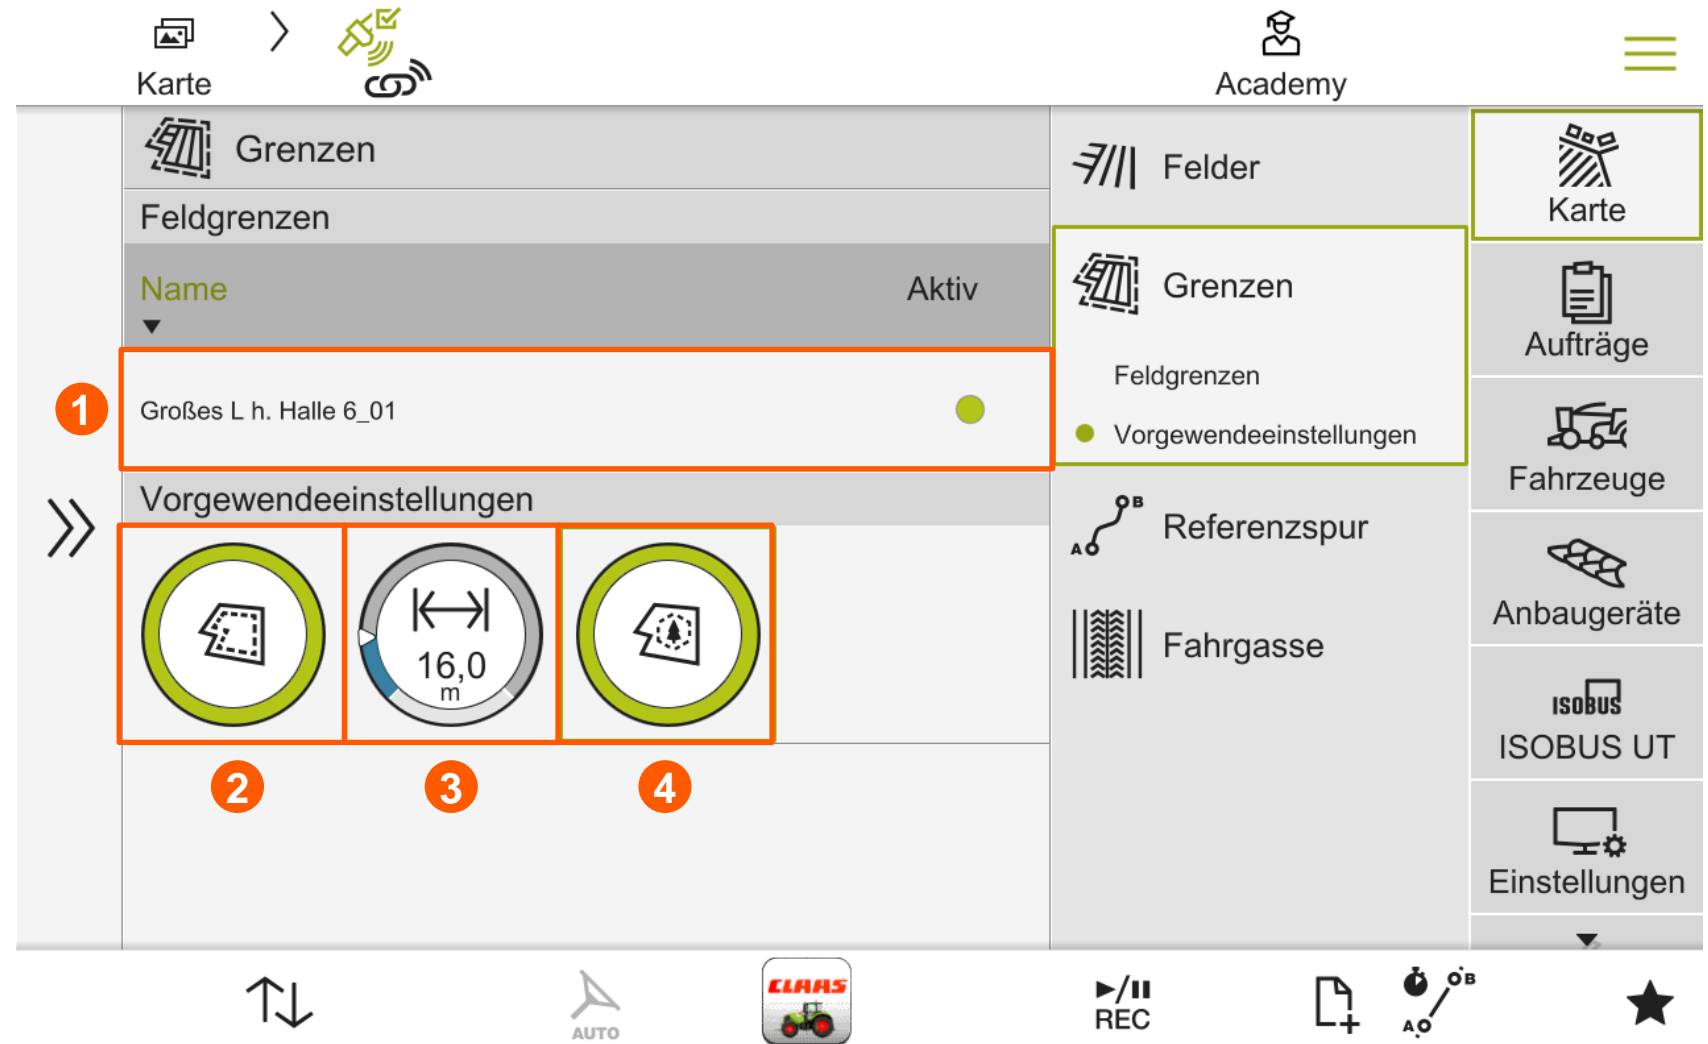 Karte
Academy
Grenzen
Feldgrenzen
Name
Aktiv
1
Großes L h. Halle 6_01
Vorgewendeeinstellungen
16,0
m
2
3
4
Felder
Grenzen
Feldgrenzen
Vorgewendeeinstellungen
A B
Referenzspur
Fahrgasse
Karte
Aufträge
Fahrzeuge
Anbaugeräte
ISOBUS
ISOBUS UT
Einstellungen
AUTO
CLAAS
REC
A B